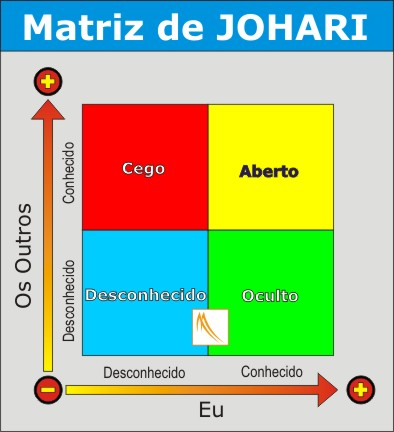 Matriz de JOHARI
+
Os Outros
Conhecido
Desconhecido
Cego
Aberto
Desconhecido
Oculto
−
Desconhecido
Conhecido
+
Eu